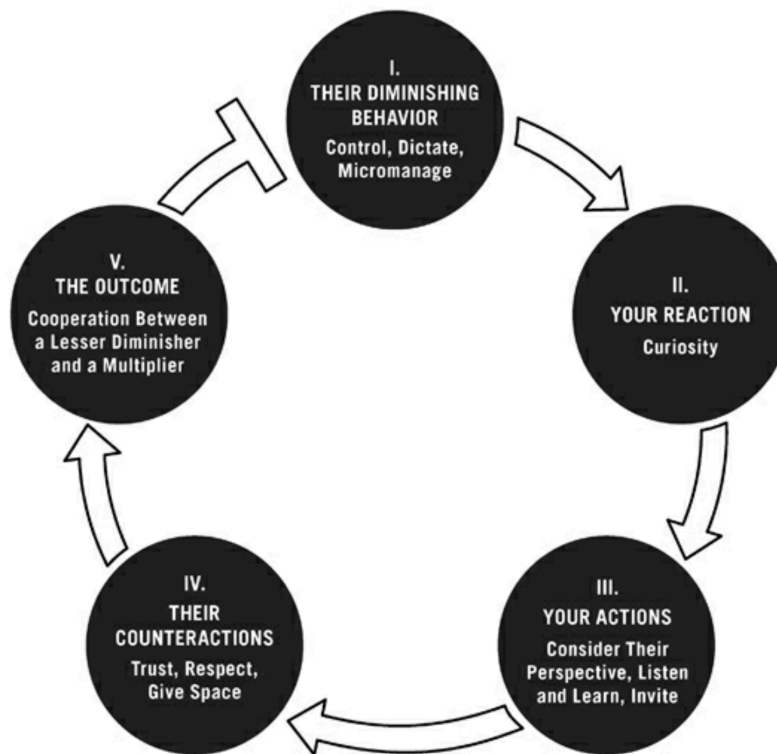 I.
THEIR DIMINISHING
BEHAVIOR
Control, Dictate,
Micromanage
II.
YOUR REACTION
Curiosity
III.
YOUR ACTIONS
Consider Their
Perspective, Listen
and Learn, Invite
IV.
THEIR
COUNTERACTIONS
Trust, Respect,
Give Space
V.
THE OUTCOME
Cooperation Between
a Lesser Diminisher
and a Multiplier